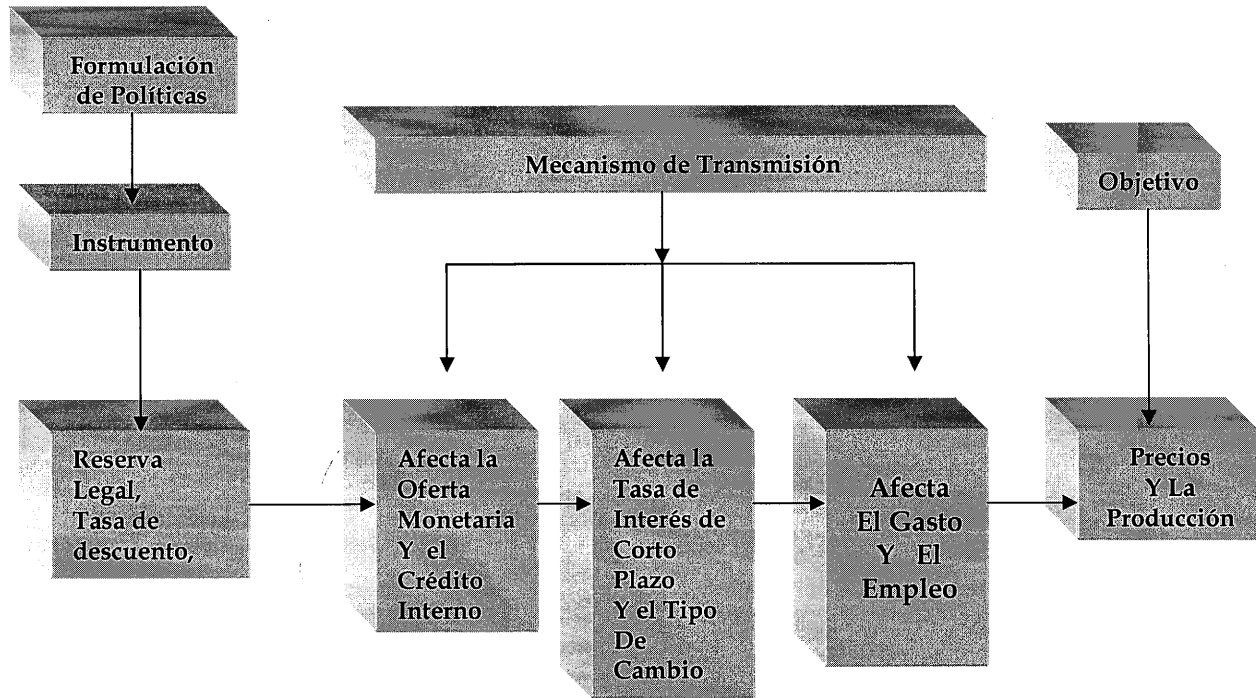 Formulación
de Políticas
Mecanismo de Transmisión
Objetivo
Instrumento
Reserva
Legal,
Tasa de
descuento,
Afecta la
Oferta
Monetaria
Y el
Crédito
Interno
Afecta la
Tasa de
Interés de
Corto
Plazo
Y el Tipo
De
Cambio
Afecta
El Gasto
Y El
Empleo
Precios
Y La
Producción